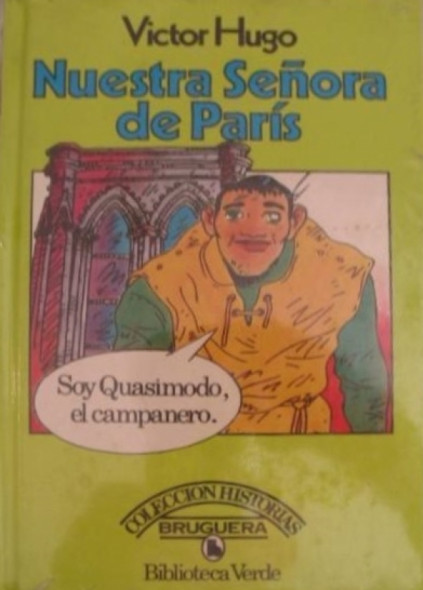 Victor Hugo
Nuestra Señora
de París
Soy Quasimodo,
el campanero.
COLECCION HISTORIAS
BRUGUERA
Biblioteca Verde